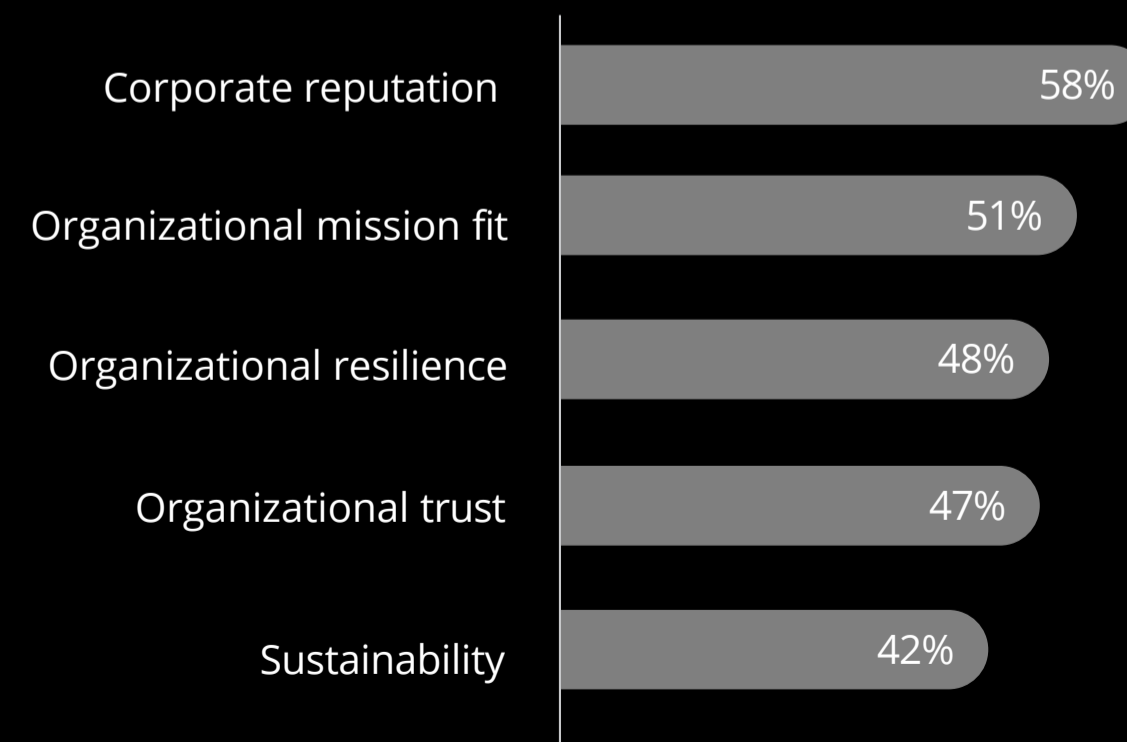 Corporate reputation 58%
Organizational mission fit 51%
Organizational resilience 48%
Organizational trust 47%
Sustainability 42%